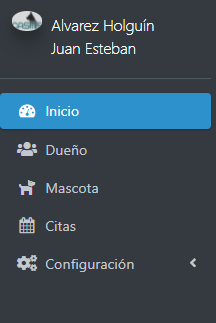 Alvarez Holguín
Juan Esteban
Inicio
Dueño
Mascota
Citas
Configuración